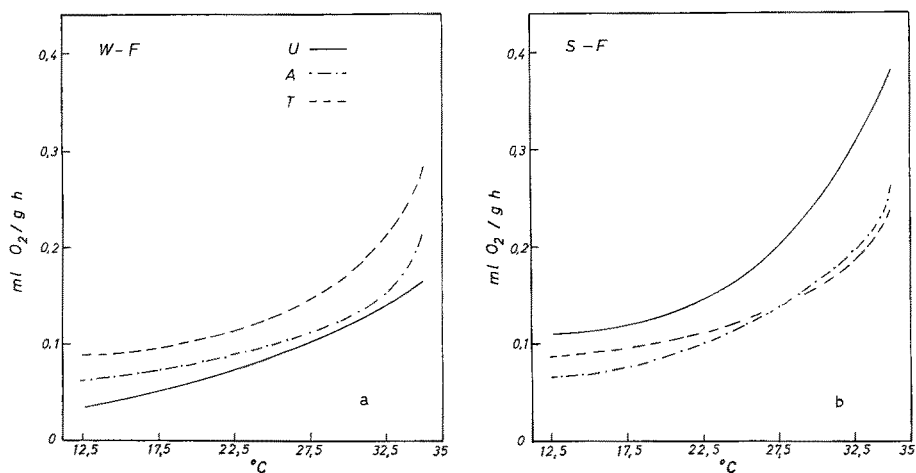 W-F
U
A
T
0,4
0,3
0,2
0,1
0
ml O2/g h
12,5 17,5 22,5 27,5 32,5 35
°C
a
S-F
0,4
0,3
0,2
0,1
0
ml O2/g h
12,5 17,5 22,5 27,5 32,5 35
°C
b